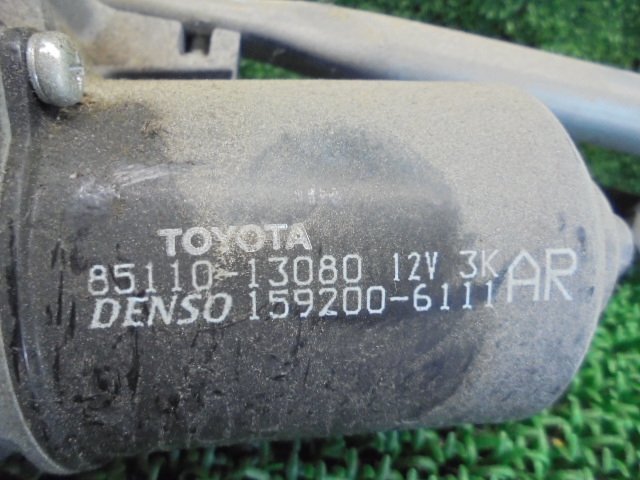 TOYOTA
85110-13080 12V 3K
DENSO 159200-6111 AR